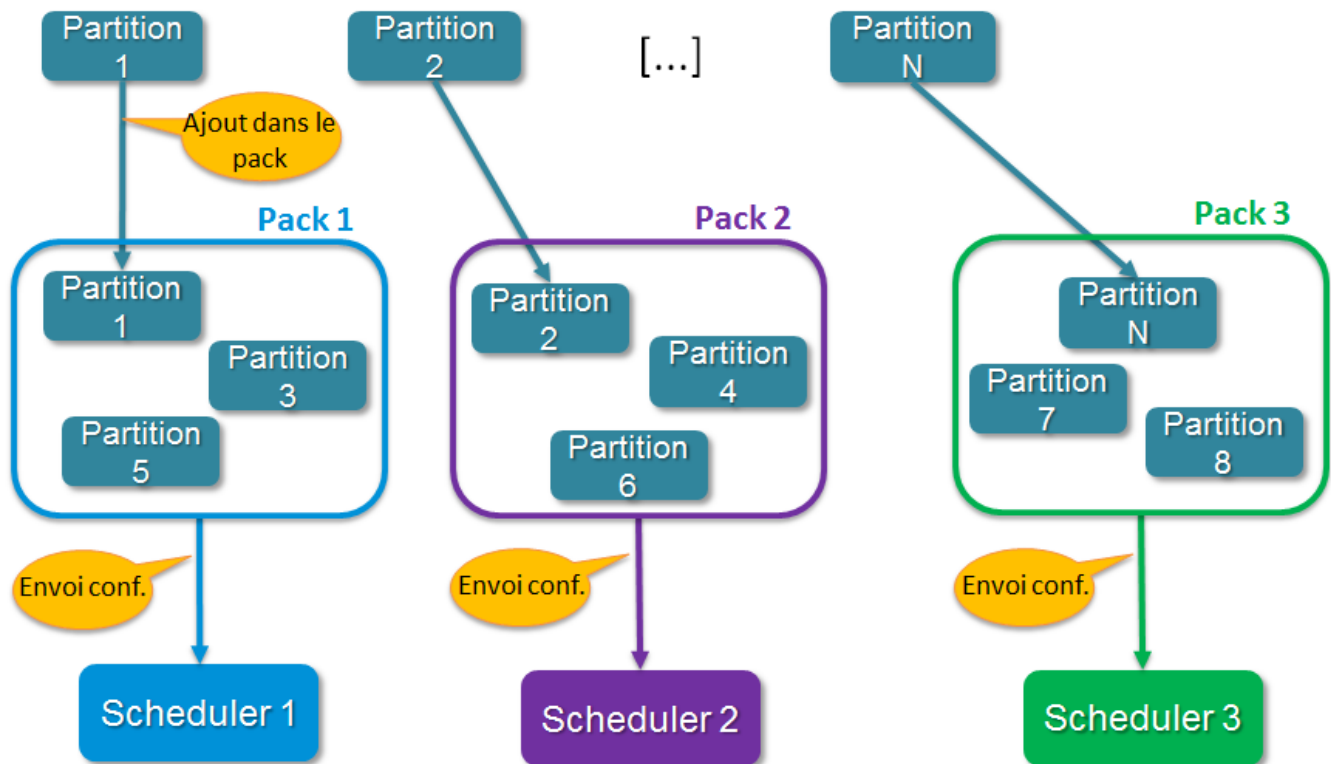 Partition
1
Partition
2
[...]
Partition
N
Ajout dans le
pack
Pack 1
Pack 2
Pack 3
Partition
1
Partition
3
Partition
5
Partition
2
Partition
4
Partition
6
Partition
N
Partition
7
Partition
8
Envoi conf.
Envoi conf.
Envoi conf.
Scheduler 1
Scheduler 2
Scheduler 3